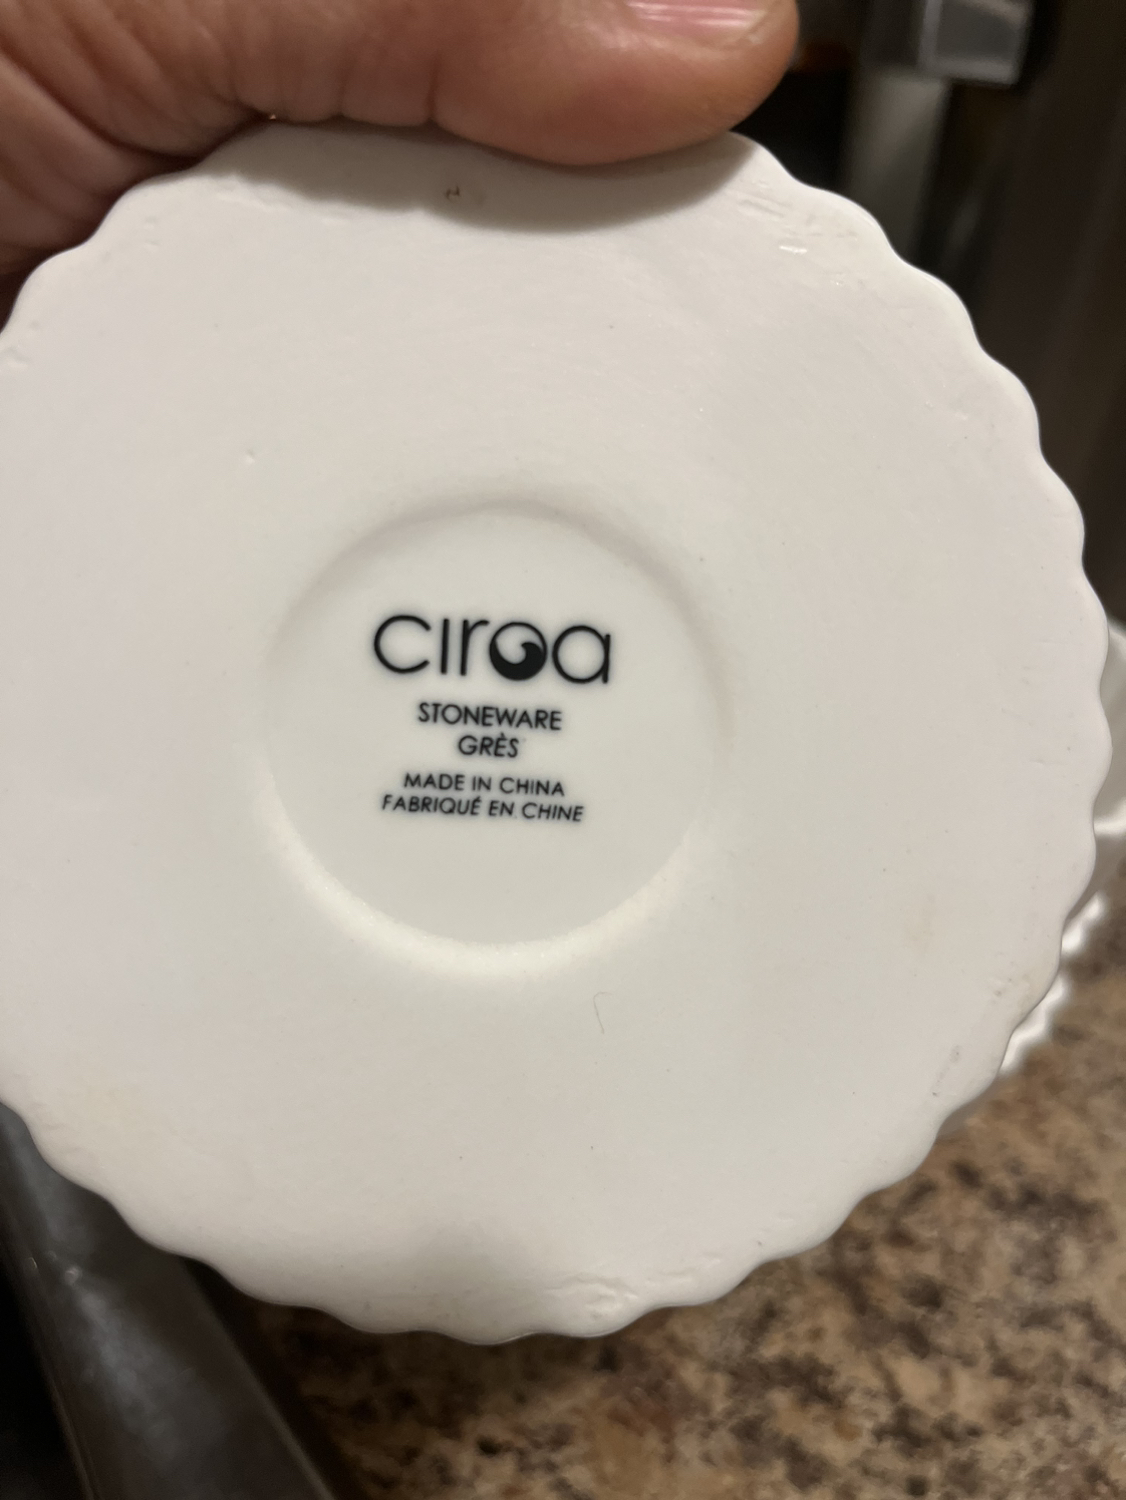 ciroa
STONEWARE
GRÈS
MADE IN CHINA
FABRIQUÉ EN CHINE